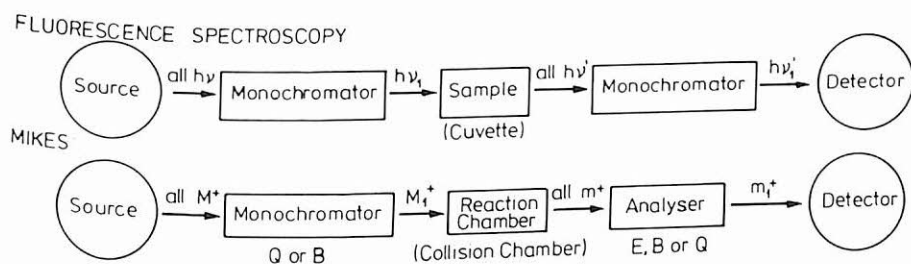 FLUORESCENCE SPECTROSCOPY
Source
all hν
Monochromator
hν₁
Sample
(Cuvette)
all hν'
Monochromator
hν₁'
Detector
MIKES
Source
all M⁺
Monochromator
Q or B
M₁⁺
Reaction
Chamber
(Collision Chamber)
all m⁺
Analyser
E, B or Q
m₁⁺
Detector